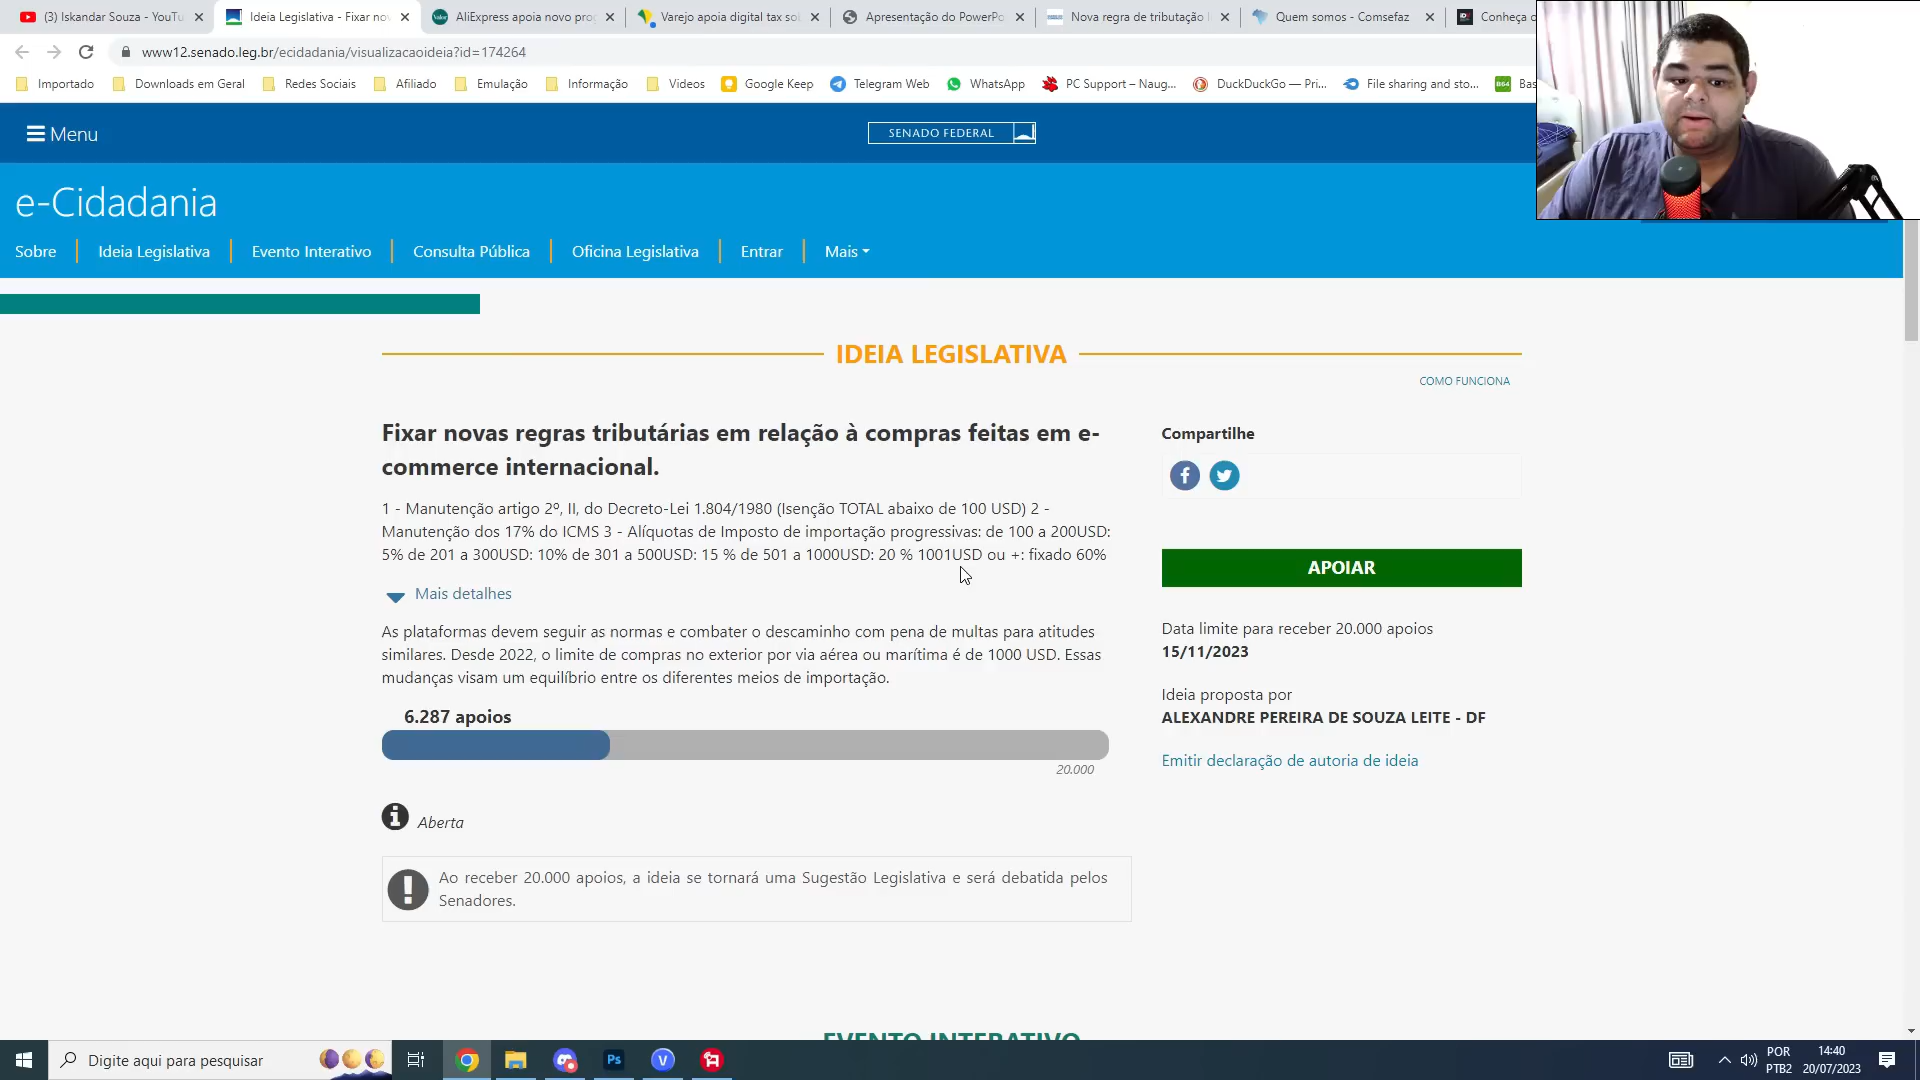 (3) Iskandar Souza - YouTu
Ideia Legislativa - Fixar nov
AliExpress apoia novo prog
Varejo apoia digital tax so
Apresentação do PowerPo
Nova regra de tributação
Quem somos - Comsefaz
Conheça o
www12.senado.leg.br/ecidadania/visualizacaoideia?id=174264
Importado
Downloads em Geral
Redes Sociais
Afiliado
Emulação
Informação
Videos
Google Keep
Telegram Web
WhatsApp
PC Support – Naug...
DuckDuckGo — Pri...
File sharing and sto...
B64
Bas
Menu
SENADO FEDERAL
e-Cidadania
Sobre
Ideia Legislativa
Evento Interativo
Consulta Pública
Oficina Legislativa
Entrar
Mais
IDEIA LEGISLATIVA
COMO FUNCIONA
Fixar novas regras tributárias em relação à compras feitas em e-
commerce internacional.
1 - Manutenção artigo 2º, II, do Decreto-Lei 1.804/1980 (Isenção TOTAL abaixo de 100 USD) 2 -
Manutenção dos 17% do ICMS 3 - Alíquotas de Imposto de importação progressivas: de 100 a 200USD:
5% de 201 a 300USD: 10% de 301 a 500USD: 15 % de 501 a 1000USD: 20 % 1001USD ou +: fixado 60%
Mais detalhes
As plataformas devem seguir as normas e combater o descaminho com pena de multas para atitudes
similares. Desde 2022, o limite de compras no exterior por via aérea ou marítima é de 1000 USD. Essas
mudanças visam um equilíbrio entre os diferentes meios de importação.
6.287 apoios
20.000
Aberta
Ao receber 20.000 apoios, a ideia se tornará uma Sugestão Legislativa e será debatida pelos
Senadores.
Compartilhe
APOIAR
Data limite para receber 20.000 apoios
15/11/2023
Ideia proposta por
ALEXANDRE PEREIRA DE SOUZA LEITE - DF
Emitir declaração de autoria de ideia
EVENTO INTERATIVO
Digite aqui para pesquisar
Ps
V
POR
PTB2
14:40
20/07/2023